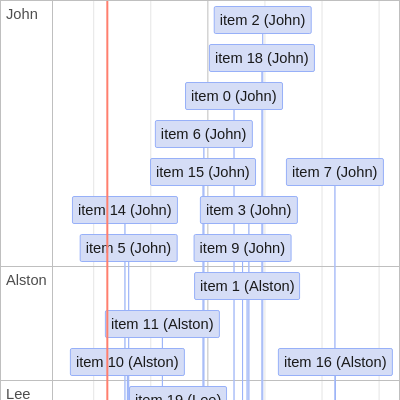 John
item 2 (John)
item 18 (John)
item 0 (John)
item 6 (John)
item 15 (John)
item 7 (John)
item 14 (John)
item 3 (John)
item 5 (John)
item 9 (John)
Alston
item 1 (Alston)
item 11 (Alston)
item 10 (Alston)
item 16 (Alston)
Lee
item 19 (Lee)